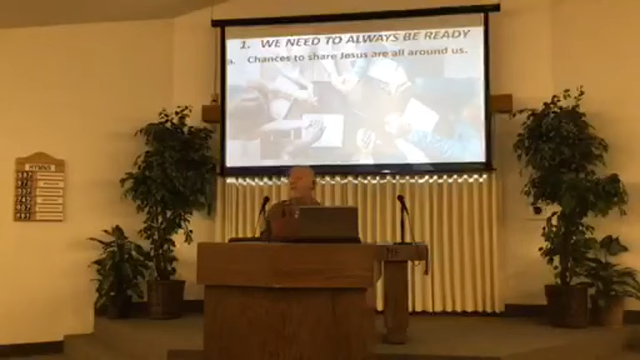 1. WE NEED TO ALWAYS BE READY
a. Chances to share Jesus are all around us.
HYMNS